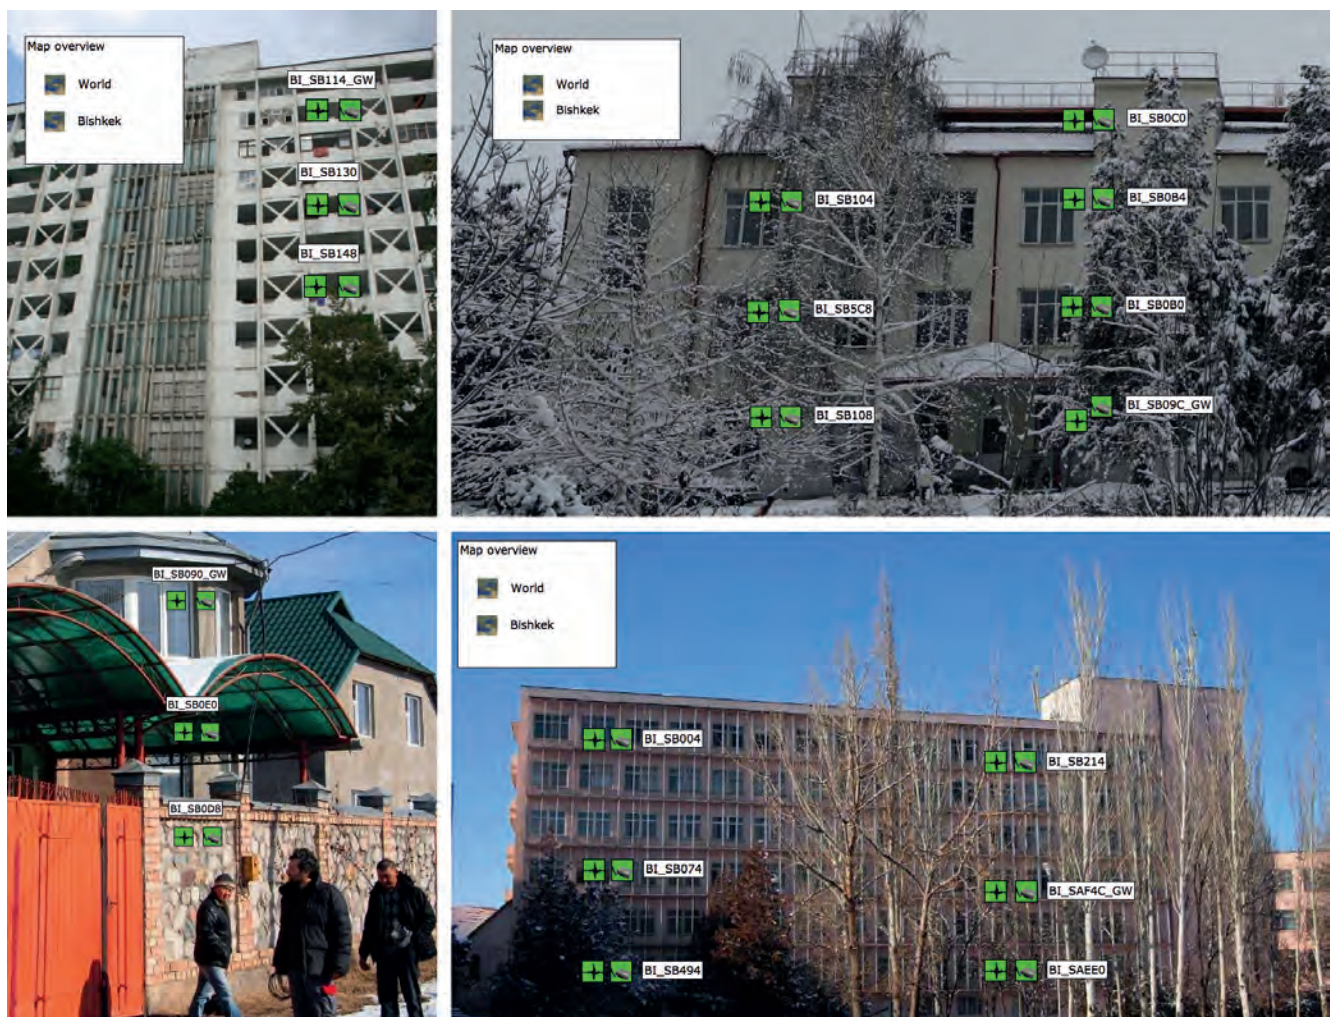 Map overview
World
Bishkek
BI_SB114_GW
BI_SB130
BI_SB148
Map overview
World
Bishkek
BI_SB0C0
BI_SB104
BI_SB0B4
BI_SB5C8
BI_SB0B0
BI_SB108
BI_SB09C_GW
BI_SB090_GW
BI_SB0E0
BI_SB0D8
Map overview
World
Bishkek
BI_SB004
BI_SB214
BI_SB074
BI_SAF4C_GW
BI_SB494
BI_SAEE0